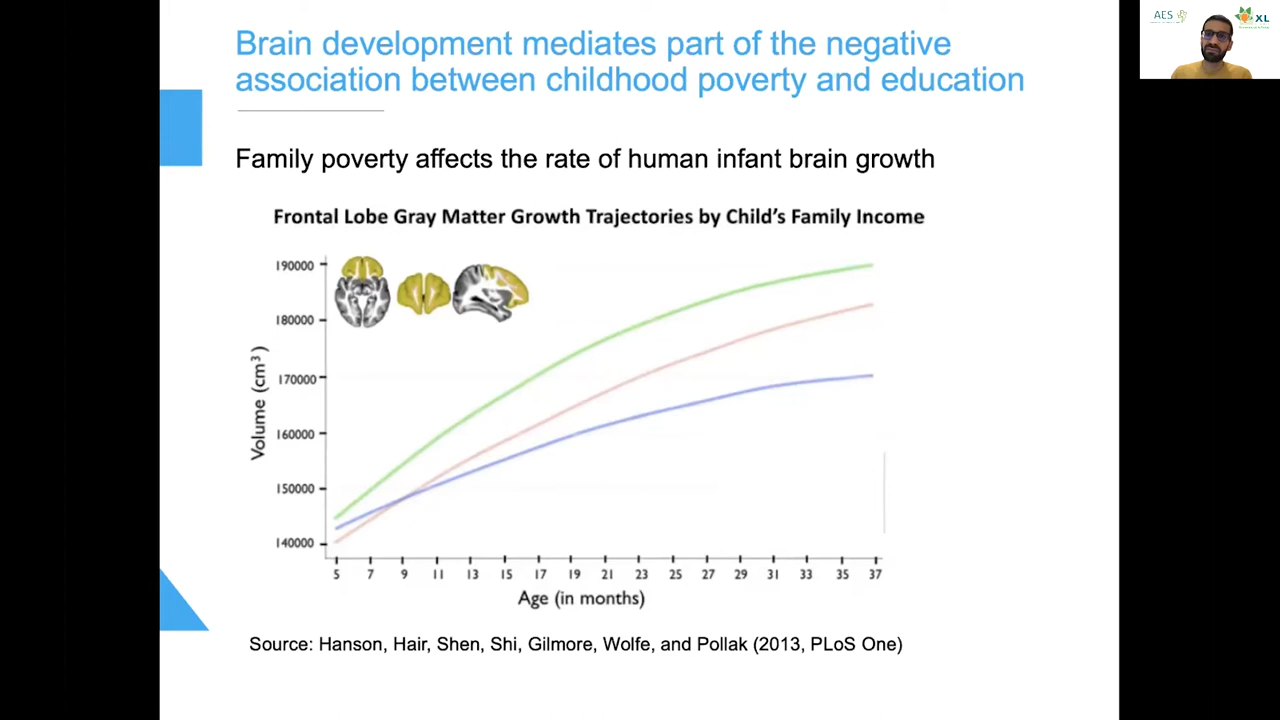 Brain development mediates part of the negative
association between childhood poverty and education
Family poverty affects the rate of human infant brain growth
Frontal Lobe Gray Matter Growth Trajectories by Child's Family Income
190000
180000
170000
160000
150000
140000
Volume (cm³)
5 7 9 11 13 15 17 19 21 23 25 27 29 31 33 35 37
Age (in months)
Source: Hanson, Hair, Shen, Shi, Gilmore, Wolfe, and Pollak (2013, PLoS One)
AES
XL